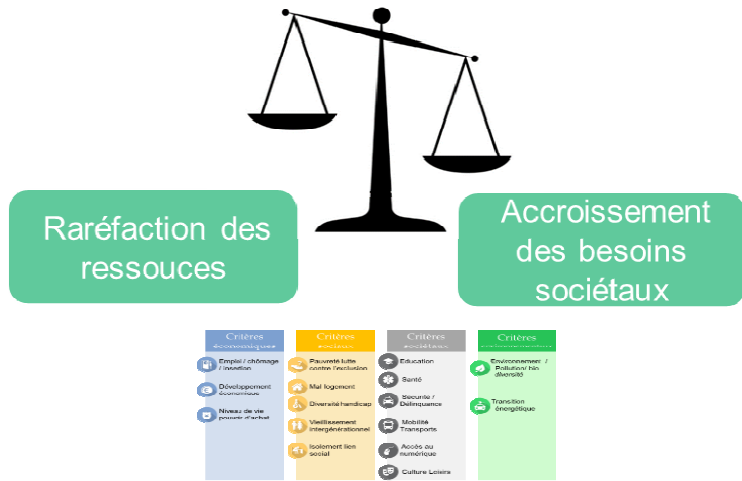 Raréfaction des
ressouces
Accroissement
des besoins
sociétaux
Critères
économiques
Emploi / chômage
/ insertion
Développement
économique
Niveau de vie
pouvoir d'achat
Critères
sociaux
Pauvreté lutte
contre l'exclusion
Mal logement
Diversité handicap
Vieillissement
intergénérationnel
Isolement lien
social
Critères
sociétaux
Education
Santé
Sécurité /
Délinquance
Mobilité
Transports
Accès au
numérique
Culture Loisirs
Critères
Environnement /
Pollution/ bio
diversité
Transition
énergétique